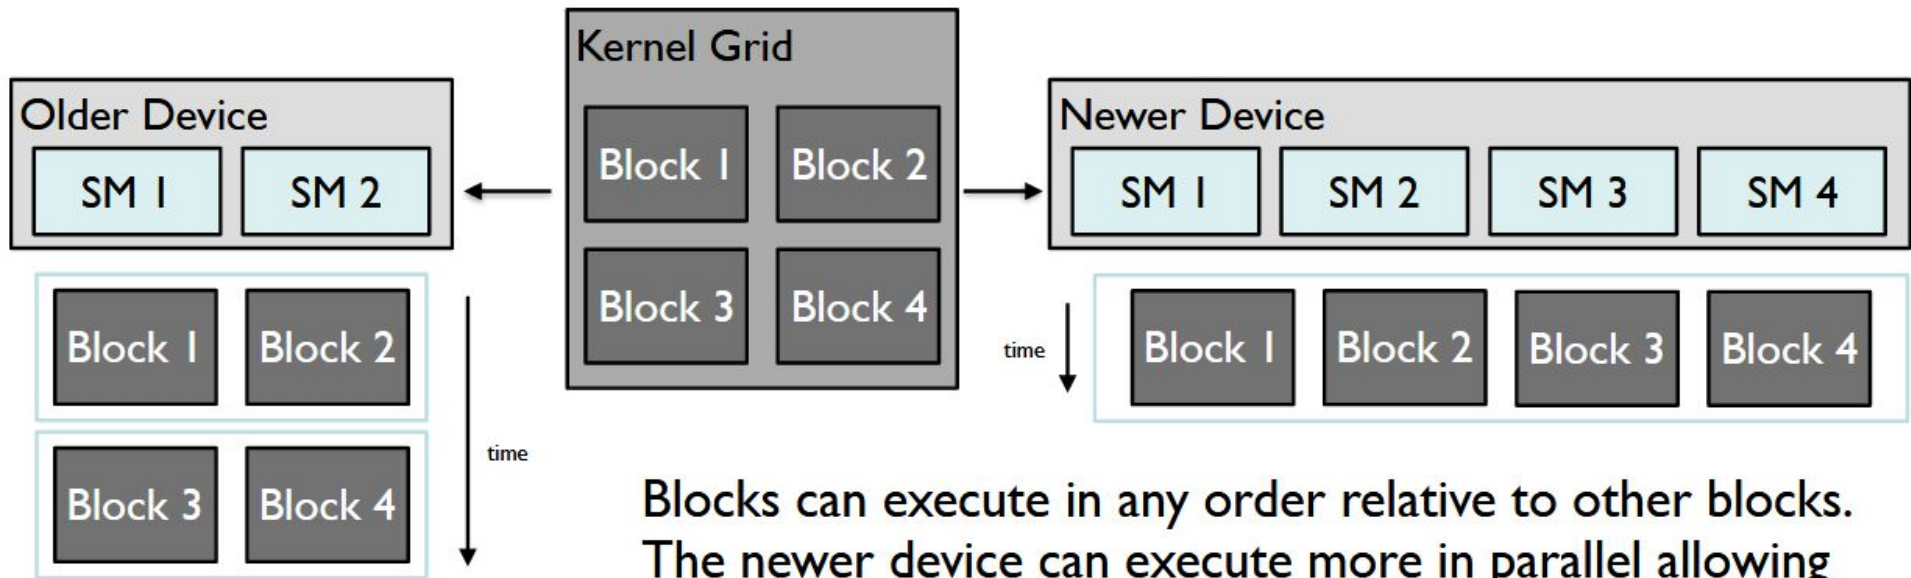 Kernel Grid
Block 1 Block 2
Block 3 Block 4
Older Device
SM 1 SM 2
Block 1 Block 2
Block 3 Block 4
time
Newer Device
SM 1 SM 2 SM 3 SM 4
time
Block 1 Block 2 Block 3 Block 4
Blocks can execute in any order relative to other blocks.
The newer device can execute more in parallel allowing